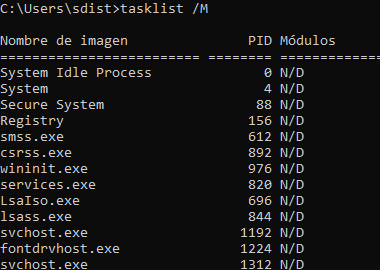 C:\Users\sdist>tasklist /M
Nombre de imagen PID Módulos
========================= ======== =============
System Idle Process 0 N/D
System 4 N/D
Secure System 88 N/D
Registry 156 N/D
smss.exe 612 N/D
csrss.exe 892 N/D
wininit.exe 976 N/D
services.exe 820 N/D
LsaIso.exe 696 N/D
lsass.exe 844 N/D
svchost.exe 1192 N/D
fontdrvhost.exe 1224 N/D
svchost.exe 1312 N/D